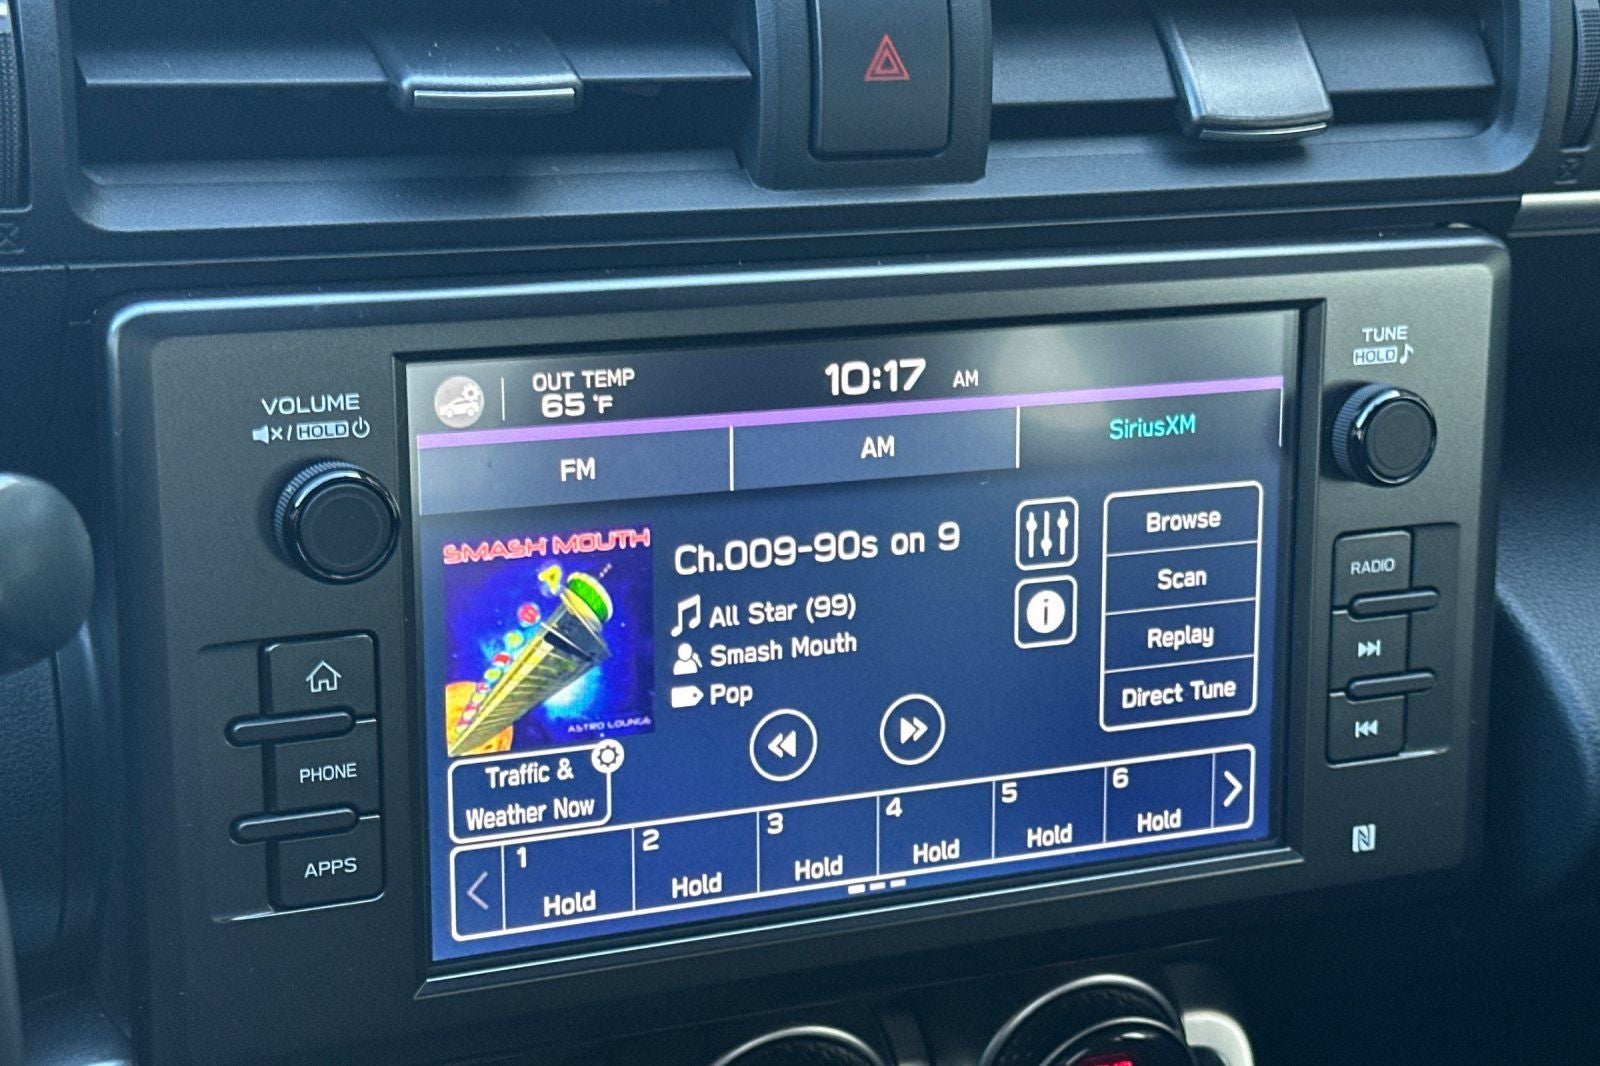 VOLUME
/ HOLD
PHONE
APPS
OUT TEMP
65 °F
10:17 AM
FM
AM
SiriusXM
SMASH MOUTH
ASTRO LOUNGE
Ch.009-90s on 9
All Star (99)
Smash Mouth
Pop
Browse
Scan
Replay
Direct Tune
Traffic &
Weather Now
1
Hold
2
Hold
3
Hold
4
Hold
5
Hold
6
Hold
TUNE
HOLD
RADIO